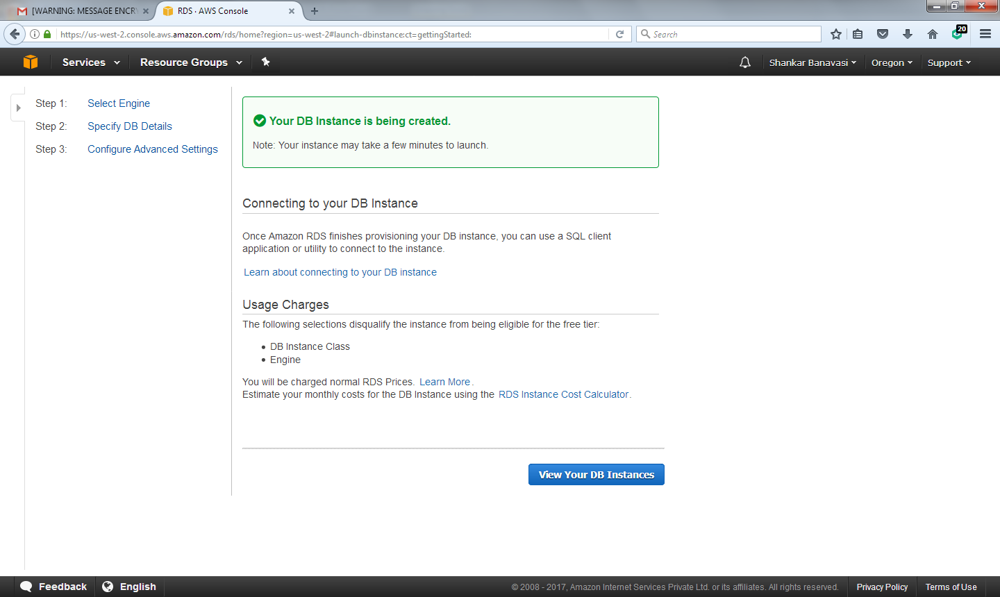 [WARNING: MESSAGE ENCRY
RDS · AWS Console
https://us-west-2.console.aws.amazon.com/rds/home?region=us-west-2#launch-dbinstance:ct=gettingStarted:
Search
20
Services
Resource Groups
Shankar Banavasi
Oregon
Support
Step 1: Select Engine
Step 2: Specify DB Details
Step 3: Configure Advanced Settings
Your DB Instance is being created.
Note: Your instance may take a few minutes to launch.
Connecting to your DB Instance
Once Amazon RDS finishes provisioning your DB instance, you can use a SQL client
application or utility to connect to the instance.
Learn about connecting to your DB instance
Usage Charges
The following selections disqualify the instance from being eligible for the free tier:
• DB Instance Class
• Engine
You will be charged normal RDS Prices. Learn More.
Estimate your monthly costs for the DB Instance using the RDS Instance Cost Calculator.
View Your DB Instances
Feedback
English
© 2008 - 2017, Amazon Internet Services Private Ltd. or its affiliates. All rights reserved.
Privacy Policy
Terms of Use